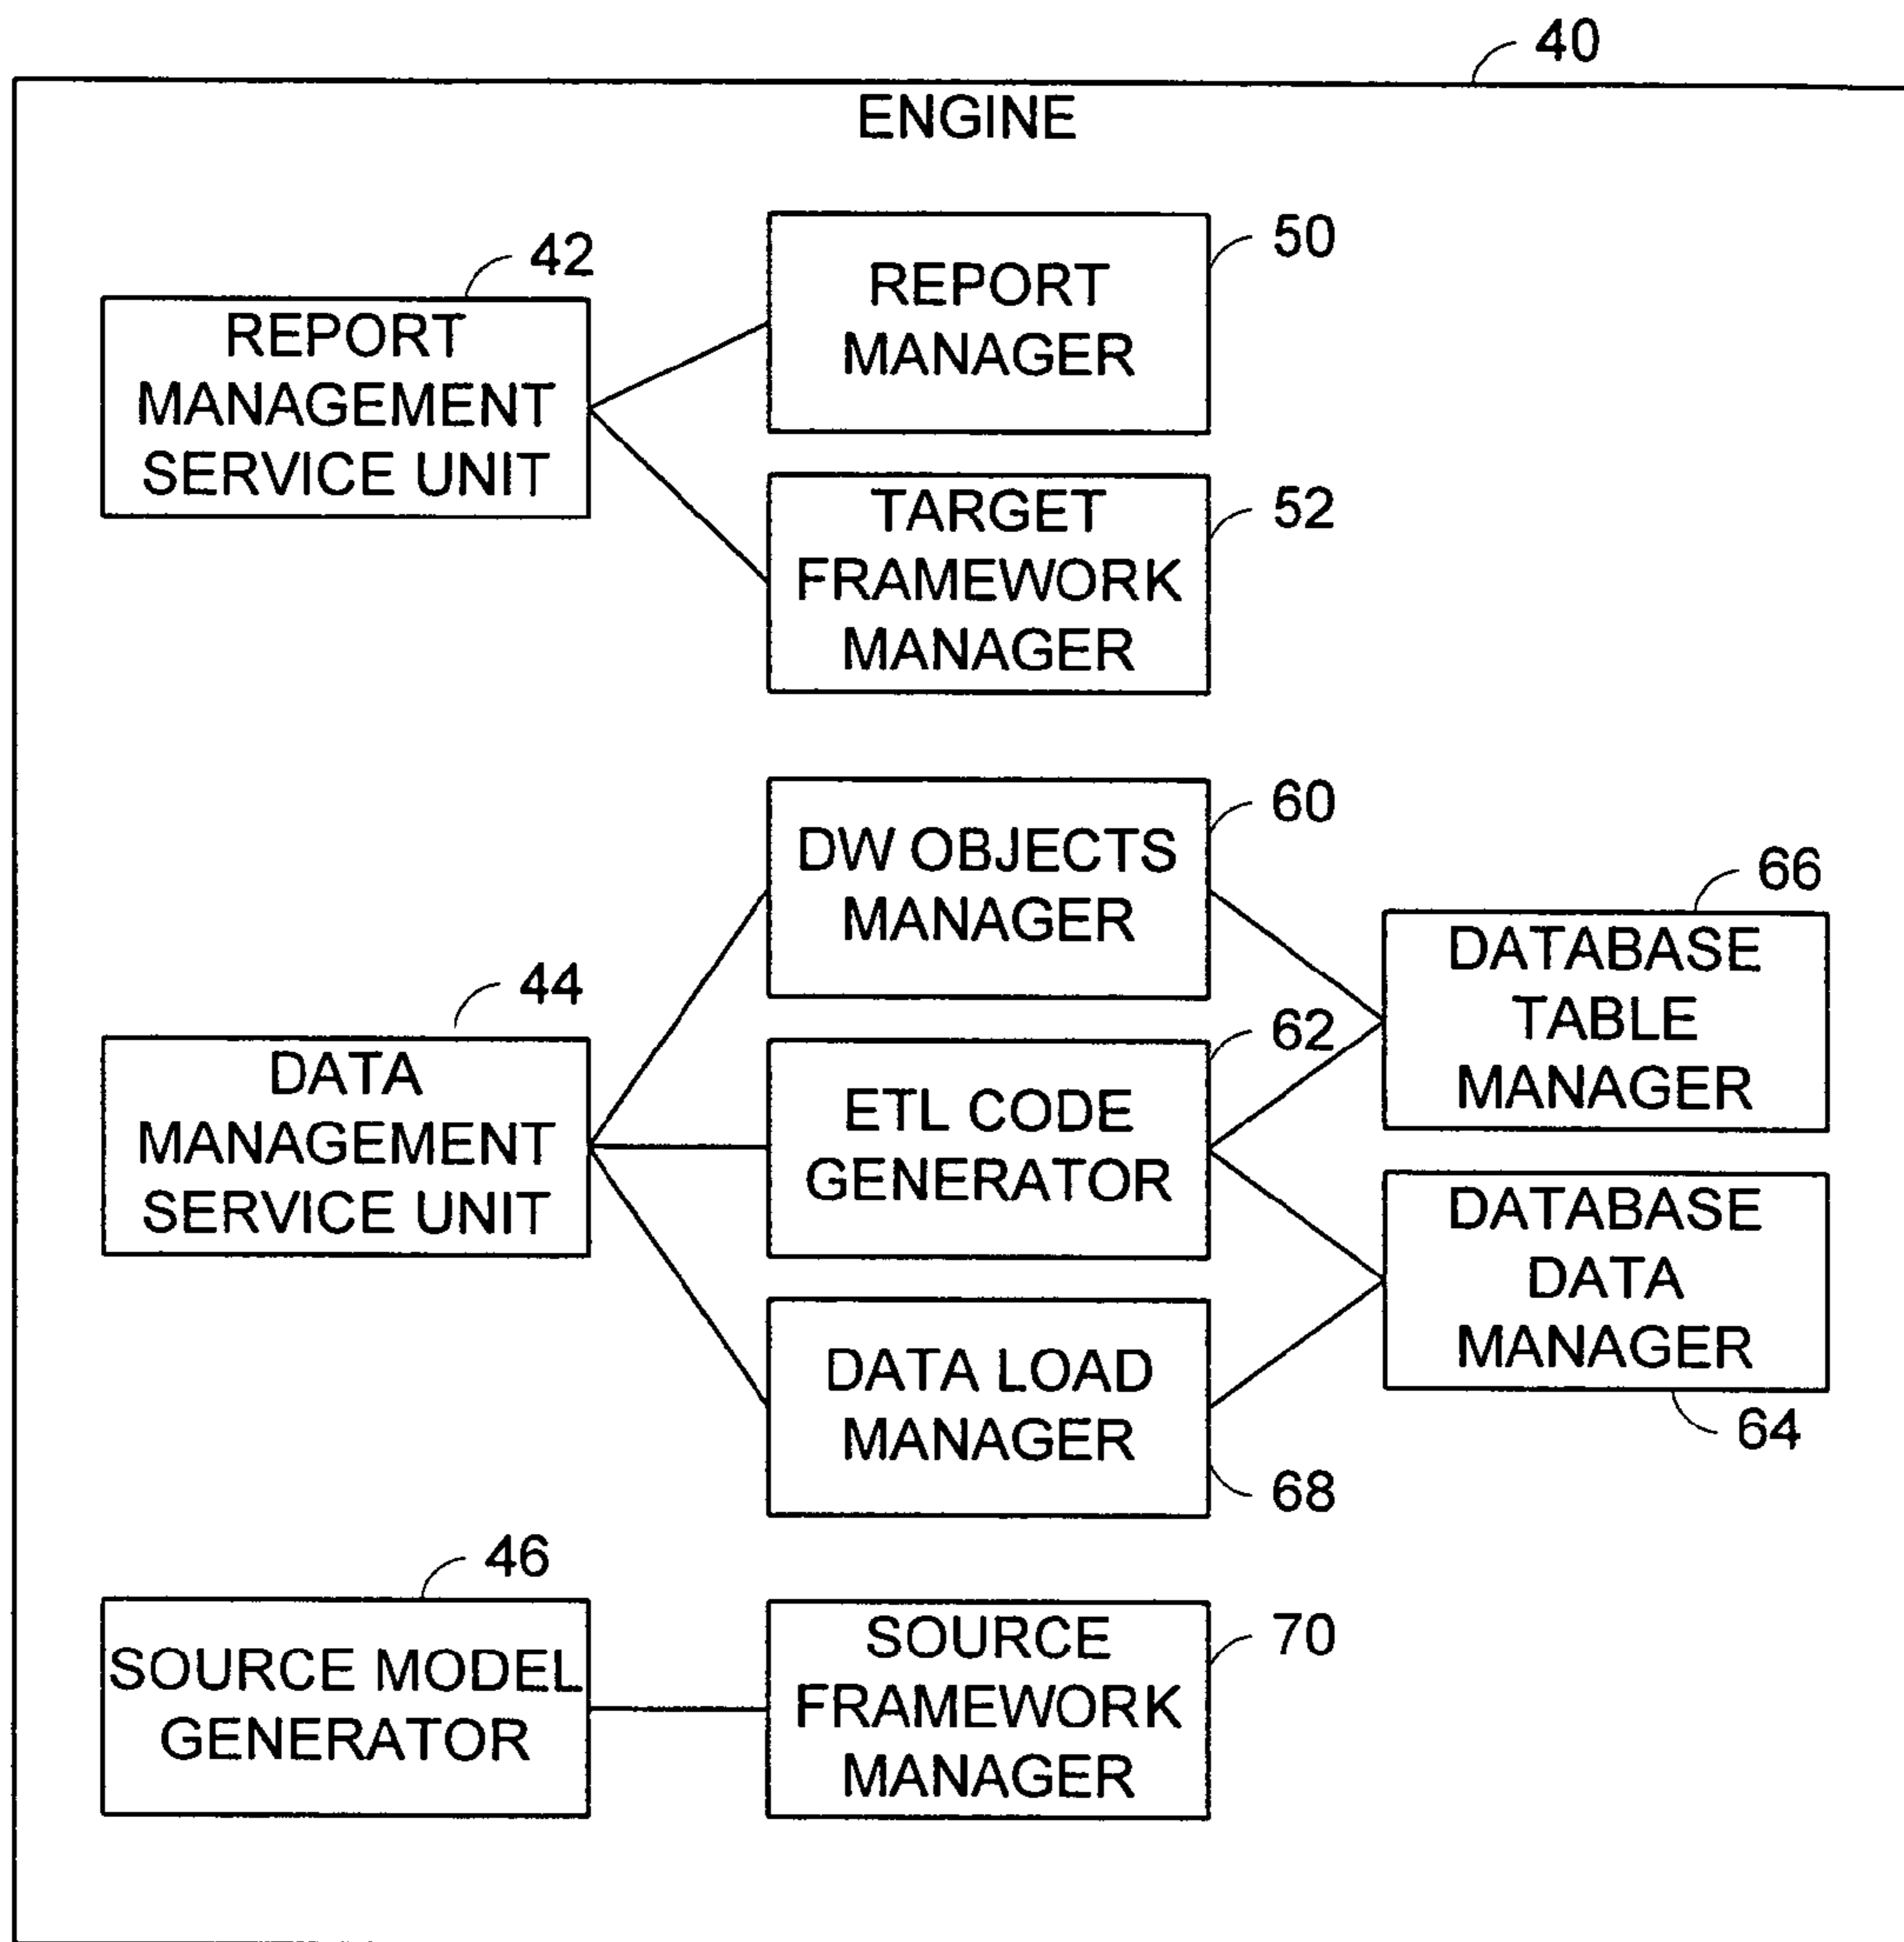 40
ENGINE
42
REPORT
MANAGEMENT
SERVICE UNIT
50
REPORT
MANAGER
52
TARGET
FRAMEWORK
MANAGER
44
DATA
MANAGEMENT
SERVICE UNIT
60
DW OBJECTS
MANAGER
62
ETL CODE
GENERATOR
68
DATA LOAD
MANAGER
66
DATABASE
TABLE
MANAGER
DATABASE
DATA
MANAGER
64
46
SOURCE MODEL
GENERATOR
70
SOURCE
FRAMEWORK
MANAGER